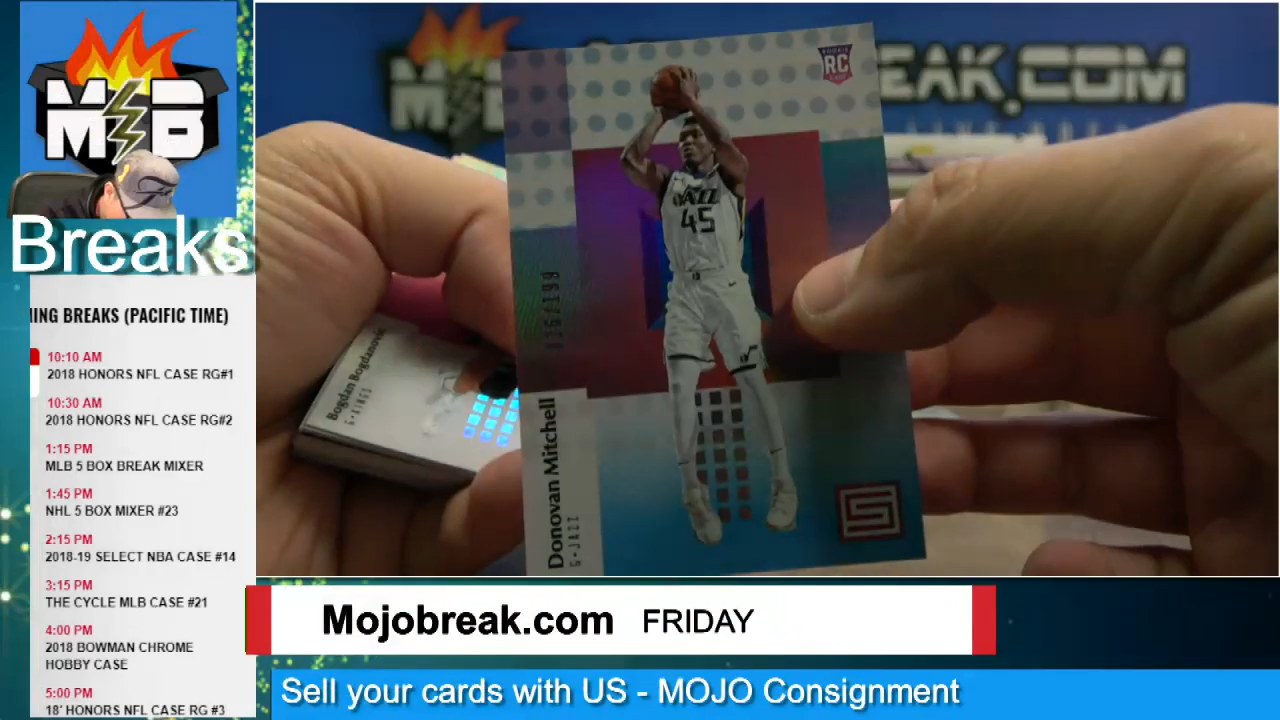 MB
Breaks
ING BREAKS (PACIFIC TIME)
10:10 AM
2018 HONORS NFL CASE RG#1
10:30 AM
2018 HONORS NFL CASE RG#2
1:15 PM
MLB 5 BOX BREAK MIXER
1:45 PM
NHL 5 BOX MIXER #23
2:15 PM
2018-19 SELECT NBA CASE #14
3:15 PM
THE CYCLE MLB CASE #21
4:00 PM
2018 BOWMAN CHROME
HOBBY CASE
5:00 PM
18' HONORS NFL CASE RG #3
EAK.COM
RC
JAZZ
45
/199
Donovan Mitchell
G-JAZZ
Bogdan Bogdanovic
G-KINGS
Mojobreak.com FRIDAY
Sell your cards with US - MOJO Consignment